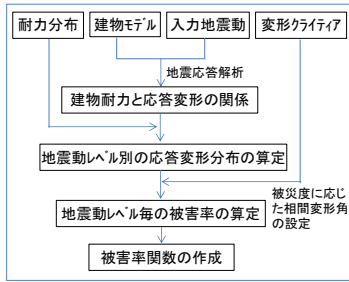 耐力分布
建物ﾓﾃﾞﾙ
入力地震動
変形ｸﾗｲﾃｨｱ
地震応答解析
建物耐力と応答変形の関係
地震動ﾚﾍﾞﾙ別の応答変形分布の算定
被災度に応じ
た相間変形角
の設定
地震動ﾚﾍﾞﾙ毎の被害率の算定
被害率関数の作成